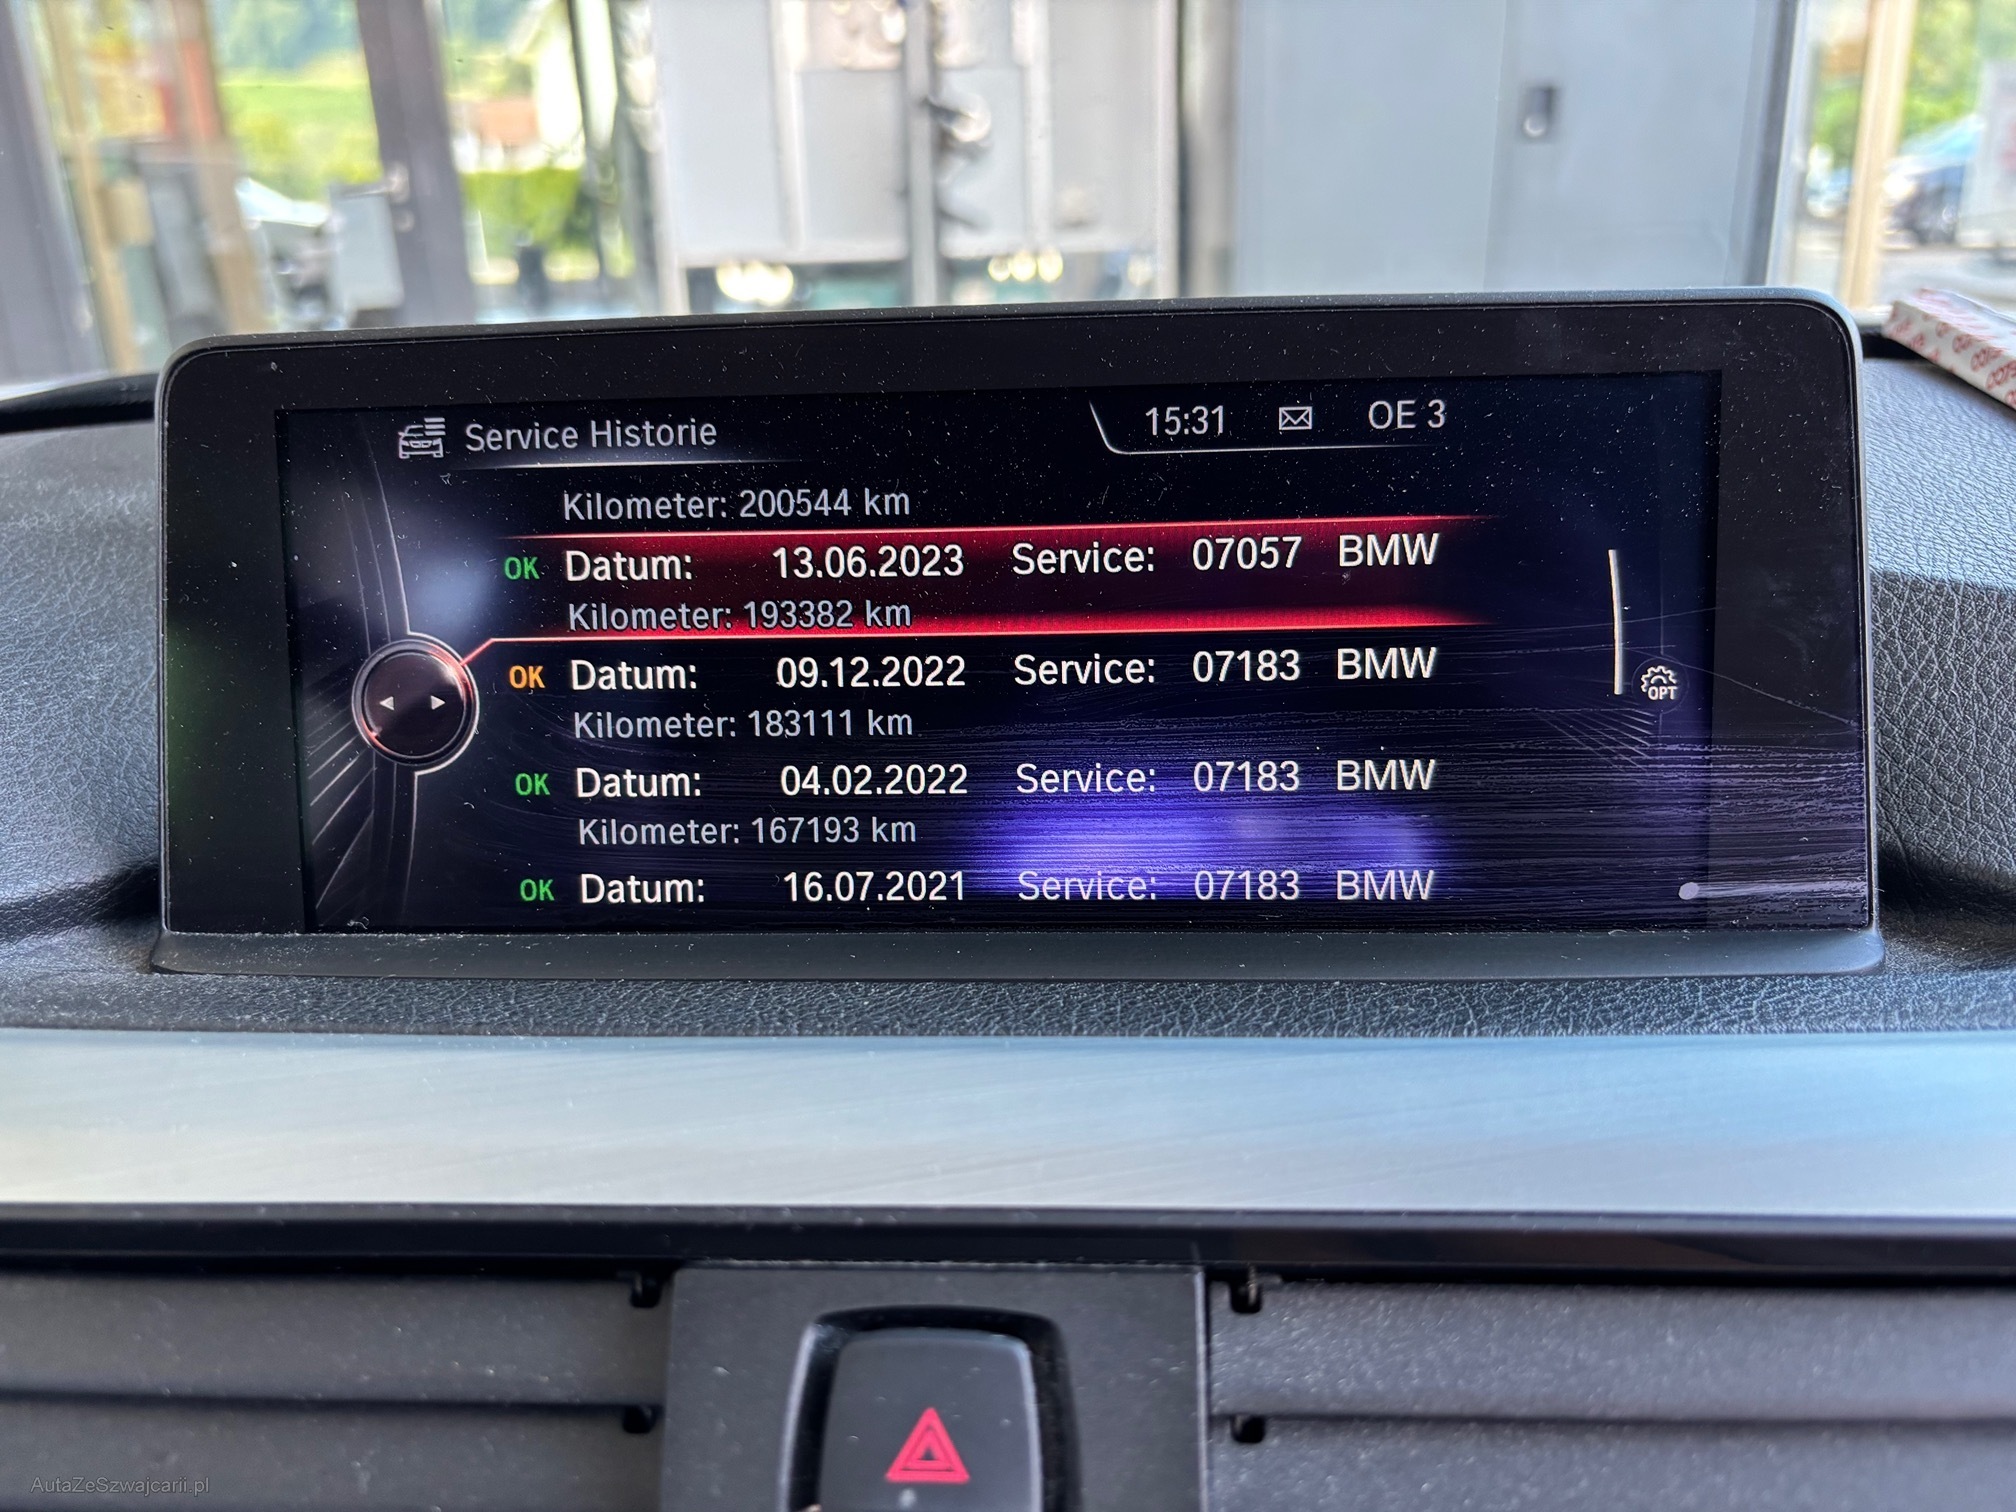 Service Historie 15:31 OE 3
Kilometer: 200544 km
OK Datum: 13.06.2023 Service: 07057 BMW
Kilometer: 193382 km
OK Datum: 09.12.2022 Service: 07183 BMW
Kilometer: 183111 km
OPT
OK Datum: 04.02.2022 Service: 07183 BMW
Kilometer: 167193 km
OK Datum: 16.07.2021 Service: 07183 BMW
AutaZeSzwajcarii.pl